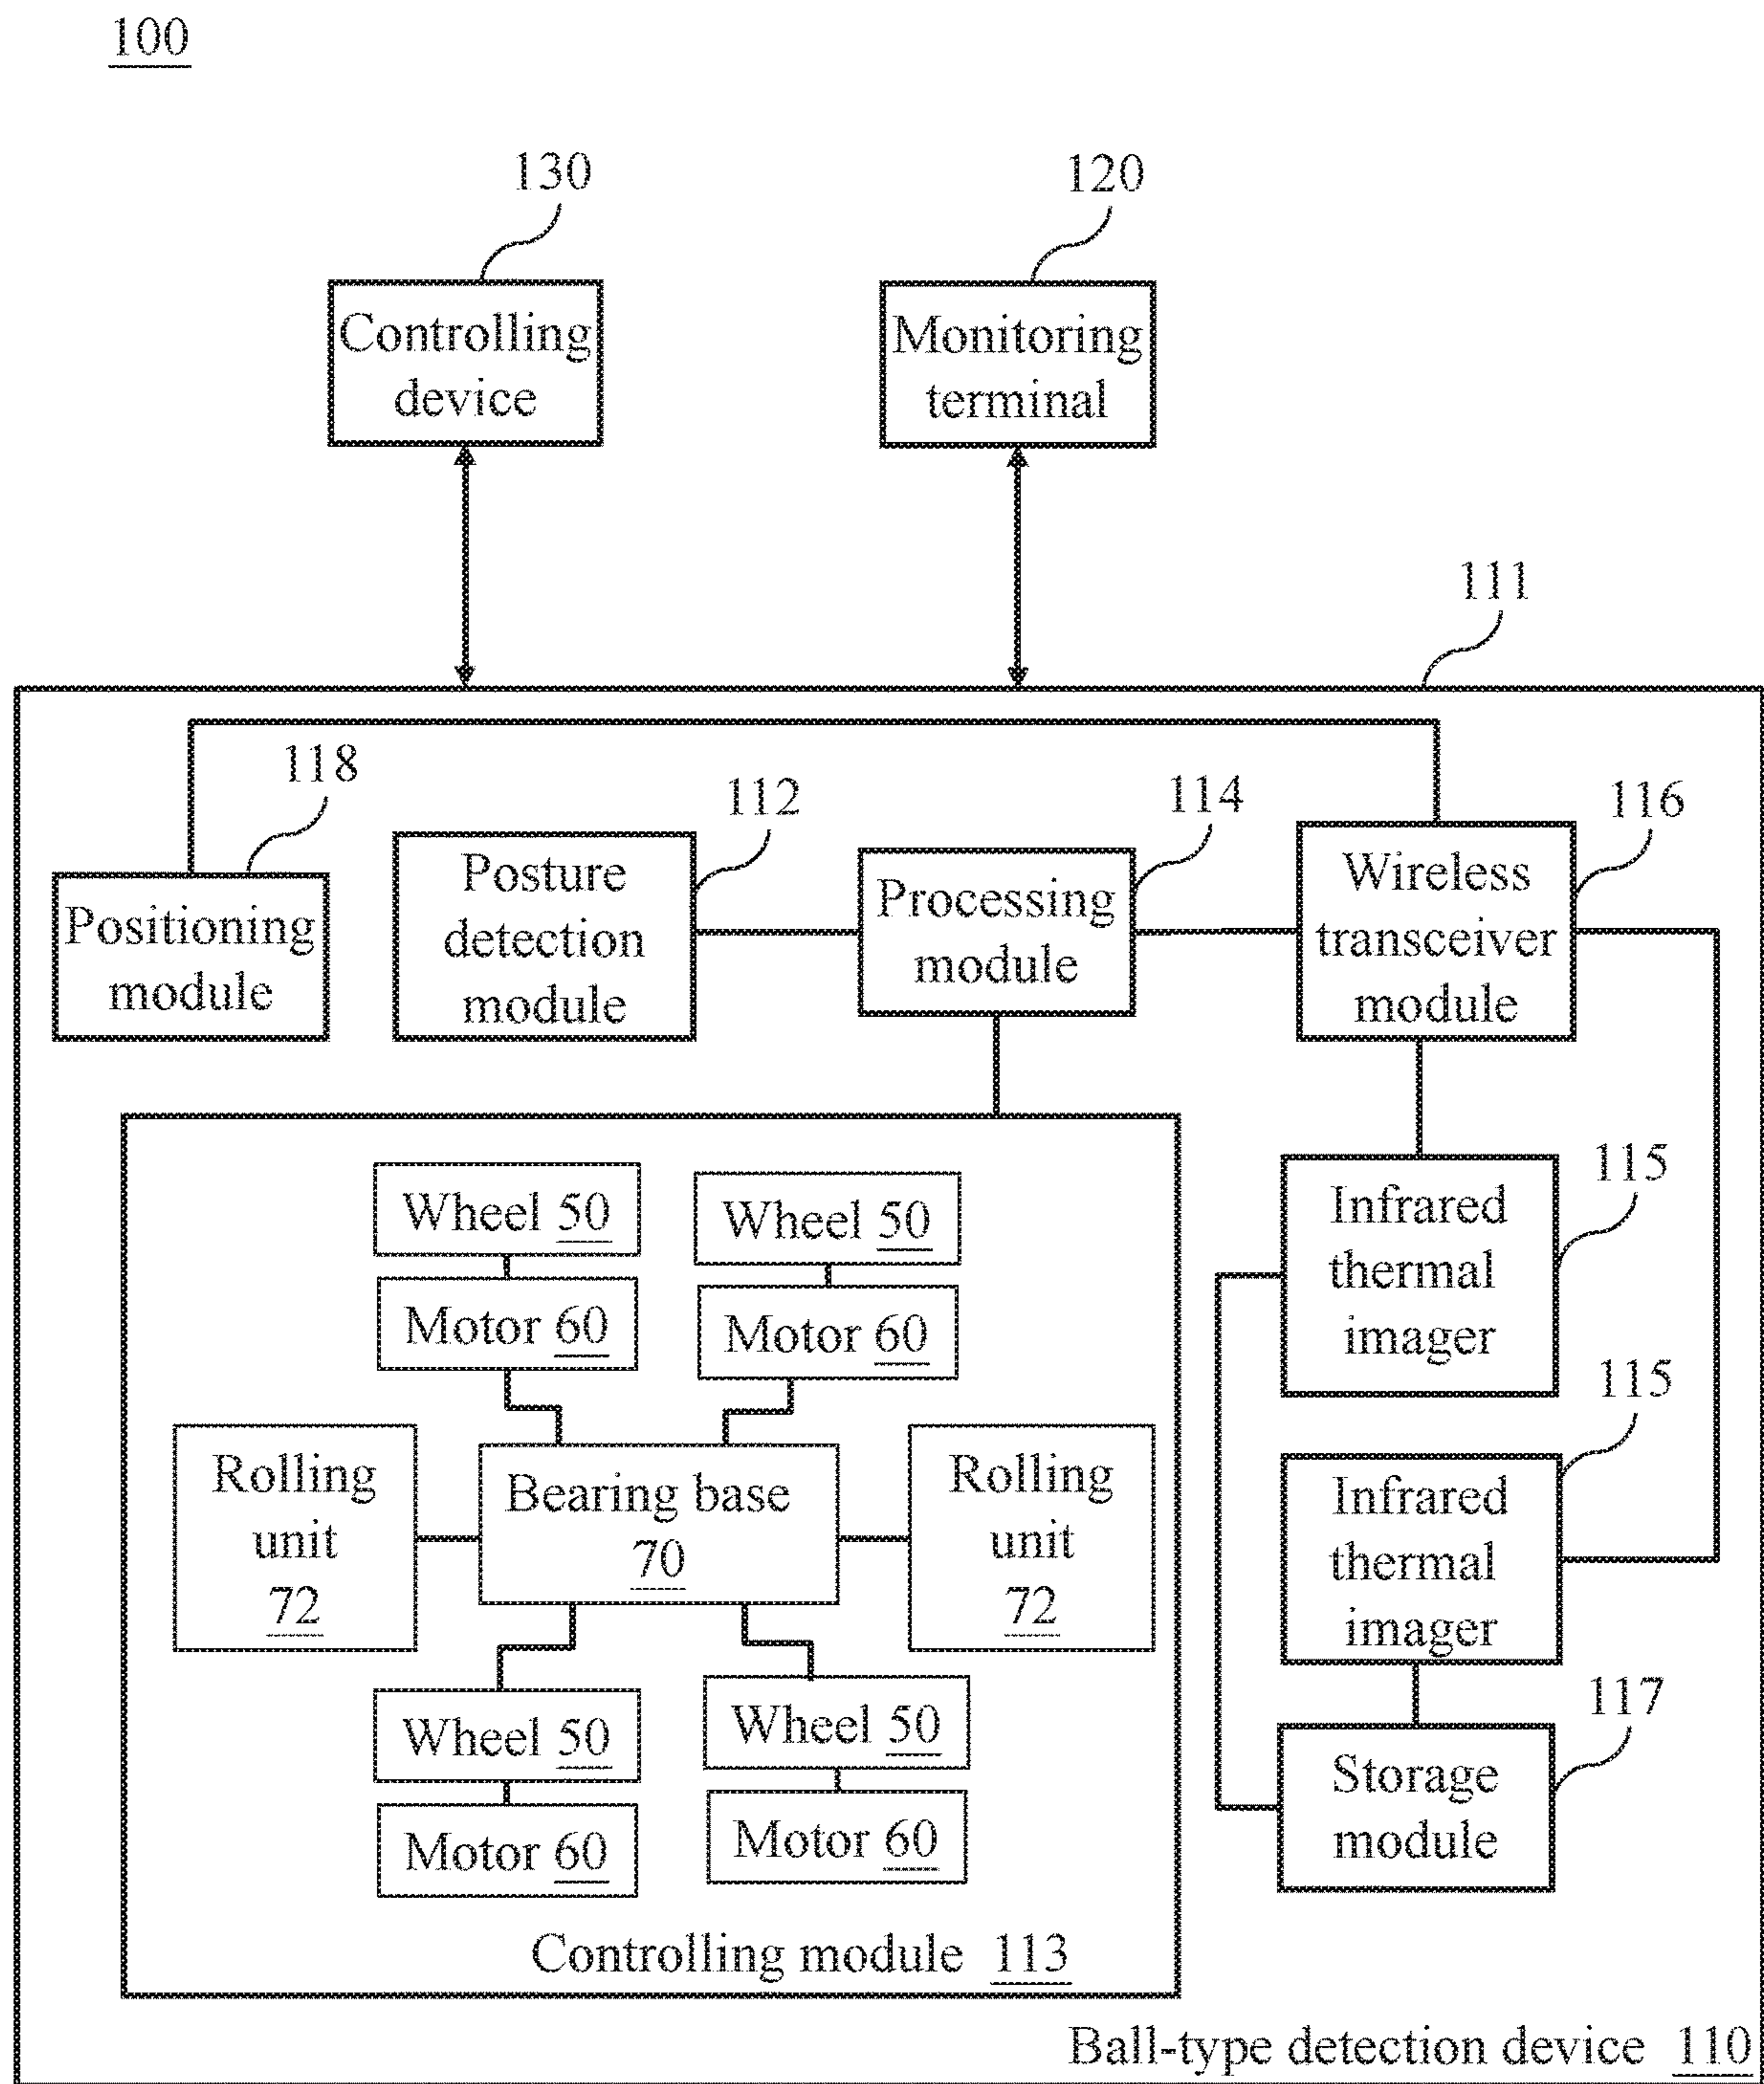 100
130
120
Controlling
device
Monitoring
terminal
111
118
112
114
116
Positioning
module
Posture
detection
module
Processing
module
Wireless
transceiver
module
Wheel 50
Wheel 50
Motor 60
Motor 60
Rolling
unit
72
Bearing base
70
Rolling
unit
72
Wheel 50
Wheel 50
Motor 60
Motor 60
Controlling module 113
115
Infrared
thermal
imager
115
Infrared
thermal
imager
117
Storage
module
Ball-type detection device 110